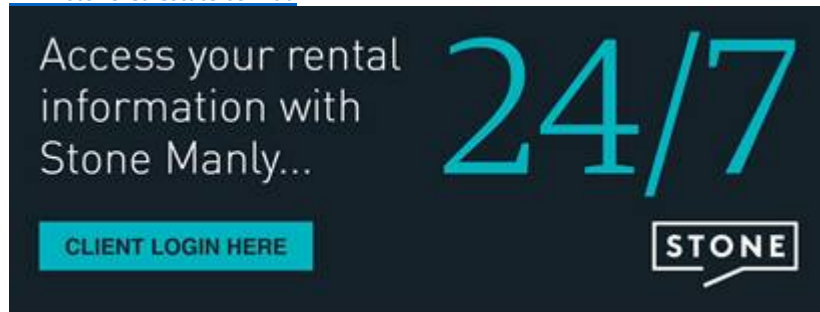 Access your rental
information with
Stone Manly...
24/7
CLIENT LOGIN HERE
STONE